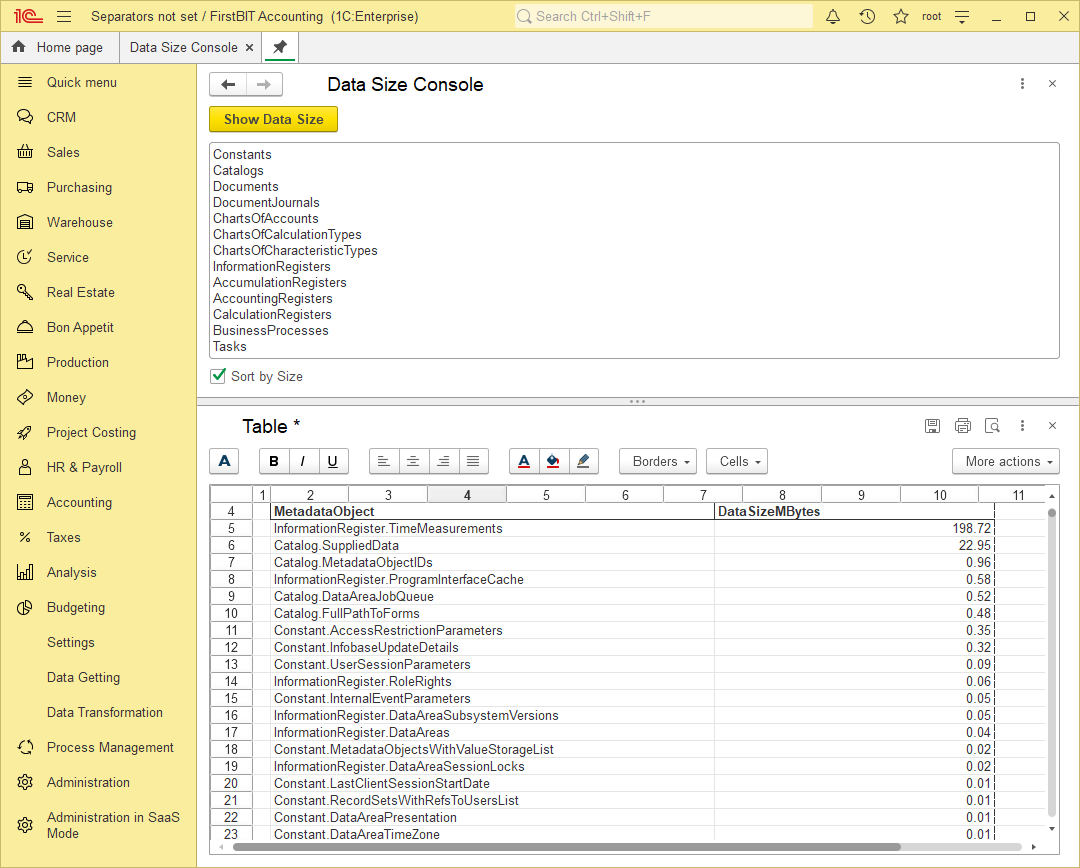 1C Separators not set / FirstBIT Accounting (1C:Enterprise) Search Ctrl+Shift+F root
Home page Data Size Console
Quick menu
CRM
Sales
Purchasing
Warehouse
Service
Real Estate
Bon Appetit
Production
Money
Project Costing
HR & Payroll
Accounting
Taxes
Analysis
Budgeting
Settings
Data Getting
Data Transformation
Process Management
Administration
Administration in SaaS
Mode
Data Size Console
Show Data Size
Constants
Catalogs
Documents
DocumentJournals
ChartsOfAccounts
ChartsOfCalculationTypes
ChartsOfCharacteristicTypes
InformationRegisters
AccumulationRegisters
AccountingRegisters
CalculationRegisters
BusinessProcesses
Tasks
Sort by Size
Table *
A B I U A Borders Cells More actions
1 2 3 4 5 6 7 8 9 10 11
4 MetadataObject DataSizeMBytes
5 InformationRegister.TimeMeasurements 198.72
6 Catalog.SuppliedData 22.95
7 Catalog.MetadataObjectIDs 0.96
8 InformationRegister.ProgramInterfaceCache 0.58
9 Catalog.DataAreaJobQueue 0.52
10 Catalog.FullPathToForms 0.48
11 Constant.AccessRestrictionParameters 0.35
12 Constant.InfobaseUpdateDetails 0.32
13 Constant.UserSessionParameters 0.09
14 InformationRegister.RoleRights 0.06
15 Constant.InternalEventParameters 0.05
16 InformationRegister.DataAreaSubsystemVersions 0.05
17 InformationRegister.DataAreas 0.04
18 Constant.MetadataObjectsWithValueStorageList 0.02
19 InformationRegister.DataAreaSessionLocks 0.02
20 Constant.LastClientSessionStartDate 0.01
21 Constant.RecordSetsWithRefsToUsersList 0.01
22 Constant.DataAreaPresentation 0.01
23 Constant.DataAreaTimeZone 0.01